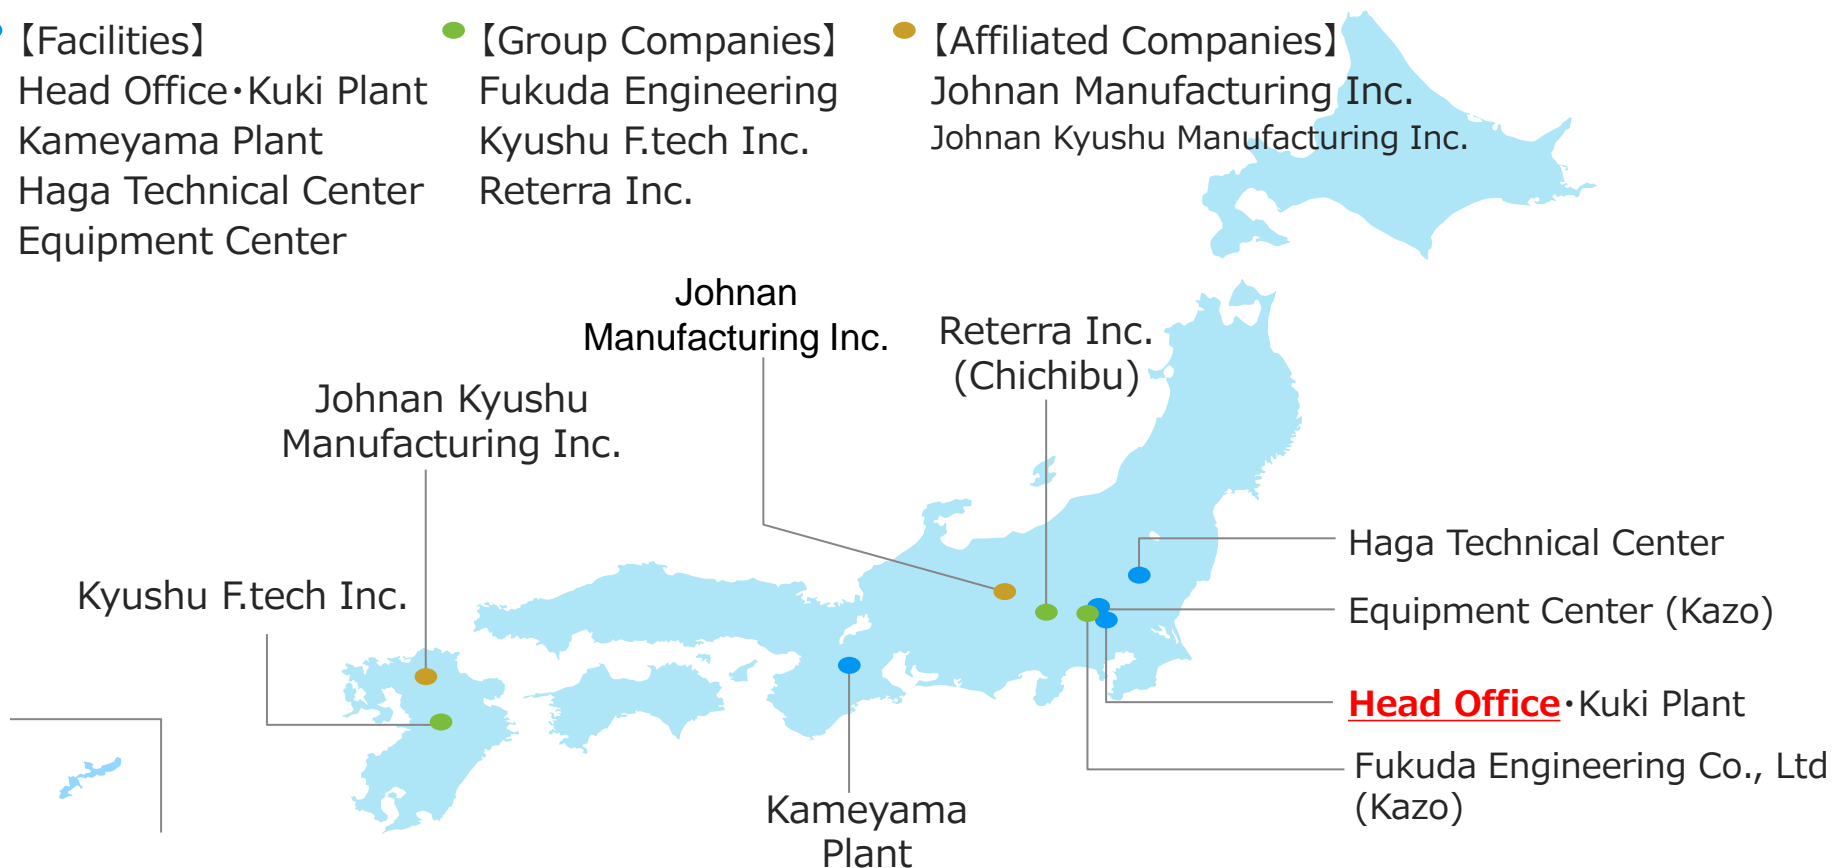 【Facilities】
Head Office･Kuki Plant
Kameyama Plant
Haga Technical Center
Equipment Center
【Group Companies】
Fukuda Engineering
Kyushu F.tech Inc.
Reterra Inc.
【Affiliated Companies】
Johnan Manufacturing Inc.
Johnan Kyushu Manufacturing Inc.
Johnan
Manufacturing Inc.
Reterra Inc.
(Chichibu)
Johnan Kyushu
Manufacturing Inc.
Kyushu F.tech Inc.
Haga Technical Center
Equipment Center (Kazo)
Head Office･Kuki Plant
Fukuda Engineering Co., Ltd
(Kazo)
Kameyama
Plant